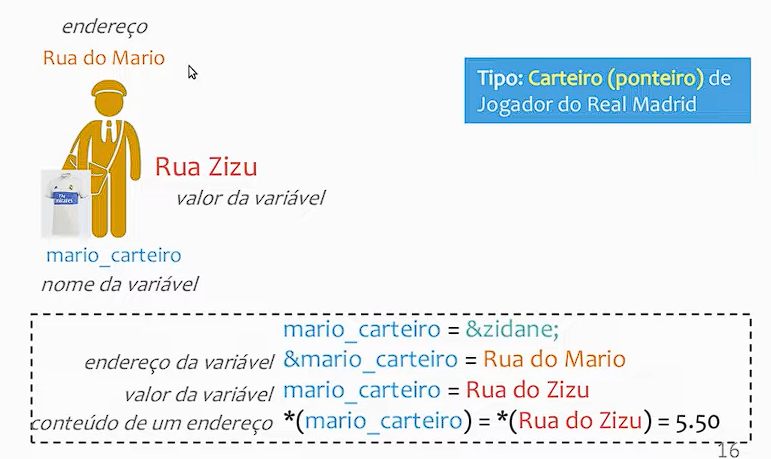 endereço
Rua do Mario
Tipo: Carteiro (ponteiro) de
Jogador do Real Madrid
Rua Zizu
valor da variável
mario_carteiro
nome da variável
mario_carteiro = &zidane;
endereço da variável &mario_carteiro = Rua do Mario
valor da variável mario_carteiro = Rua do Zizu
conteúdo de um endereço *(mario_carteiro) = *(Rua do Zizu) = 5.50
16